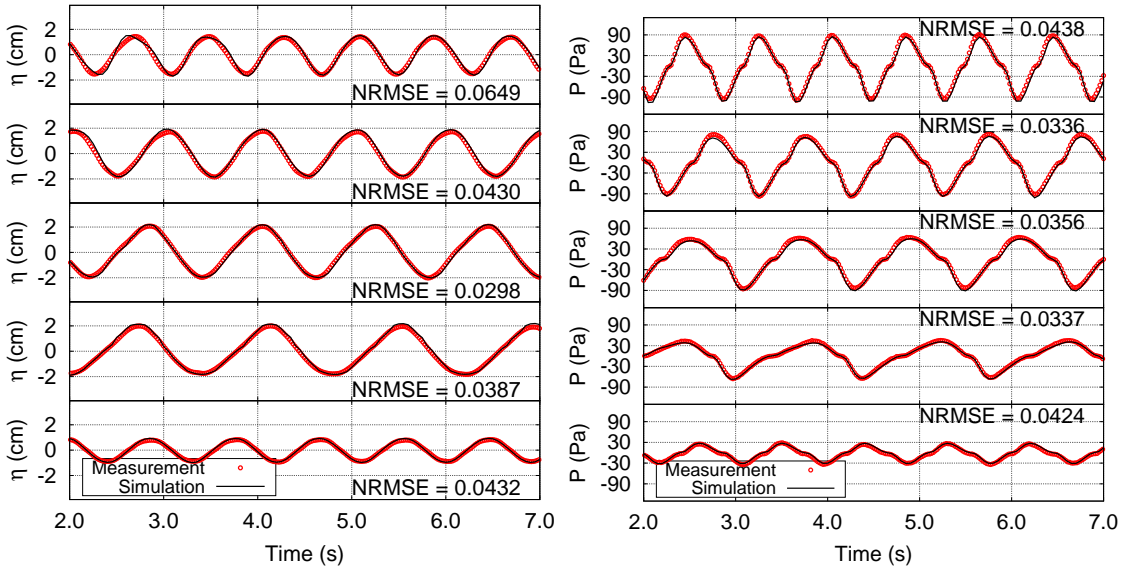 η (cm)
2
0
-2
NRMSE = 0.0649
η (cm)
2
0
-2
NRMSE = 0.0430
η (cm)
2
0
-2
NRMSE = 0.0298
η (cm)
2
0
-2
NRMSE = 0.0387
η (cm)
2
0
-2
Measurement
Simulation
NRMSE = 0.0432
2.0 3.0 4.0 5.0 6.0 7.0
Time (s)
P (Pa)
90
30
-30
-90
NRMSE = 0.0438
P (Pa)
90
30
-30
-90
NRMSE = 0.0336
P (Pa)
90
30
-30
-90
NRMSE = 0.0356
P (Pa)
90
30
-30
-90
NRMSE = 0.0337
P (Pa)
90
30
-30
-90
NRMSE = 0.0424
Measurement
Simulation
2.0 3.0 4.0 5.0 6.0 7.0
Time (s)